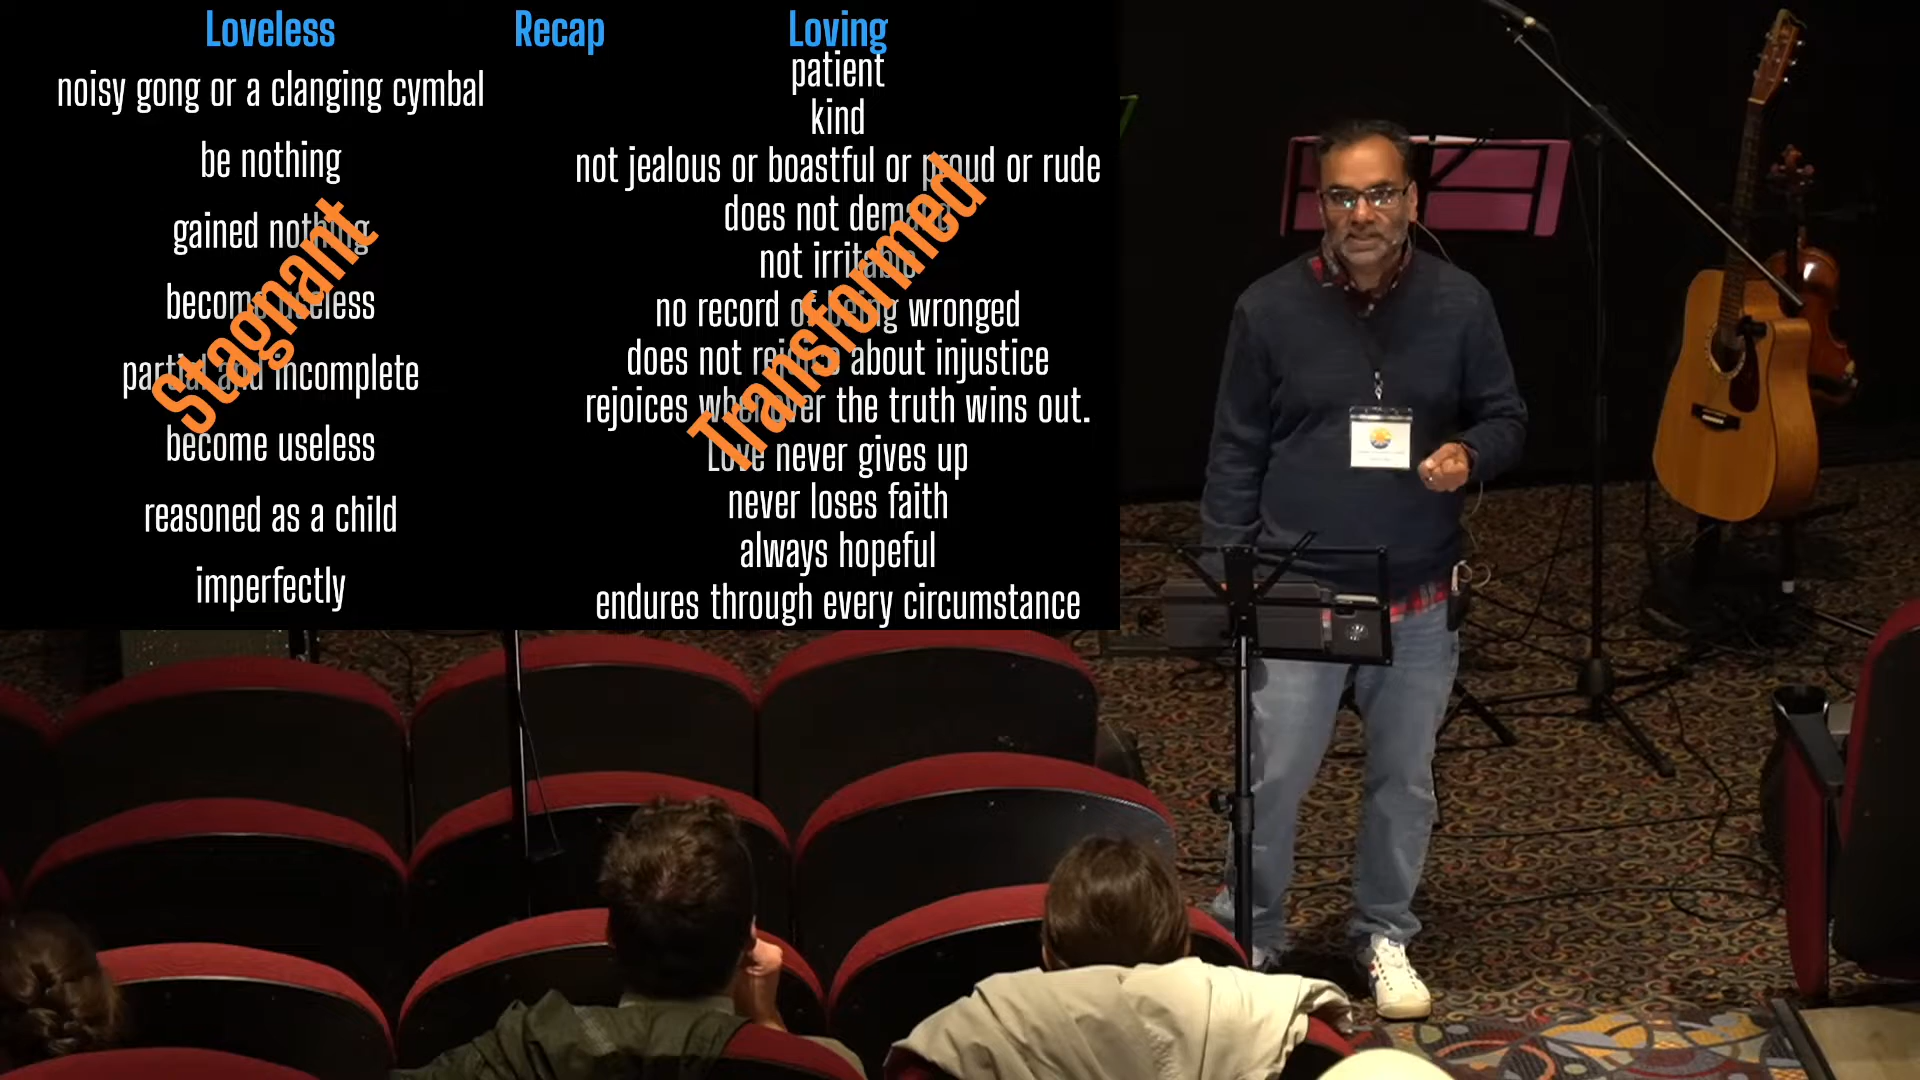 Loveless
Recap
Loving
noisy gong or a clanging cymbal
be nothing
gained nothing
become useless
partial and incomplete
become useless
reasoned as a child
imperfectly
Stagnant
patient
kind
not jealous or boastful or proud or rude
does not demand
not irritable
no record of being wronged
does not rejoice about injustice
rejoices whenever the truth wins out.
Love never gives up
never loses faith
always hopeful
endures through every circumstance
Transformed